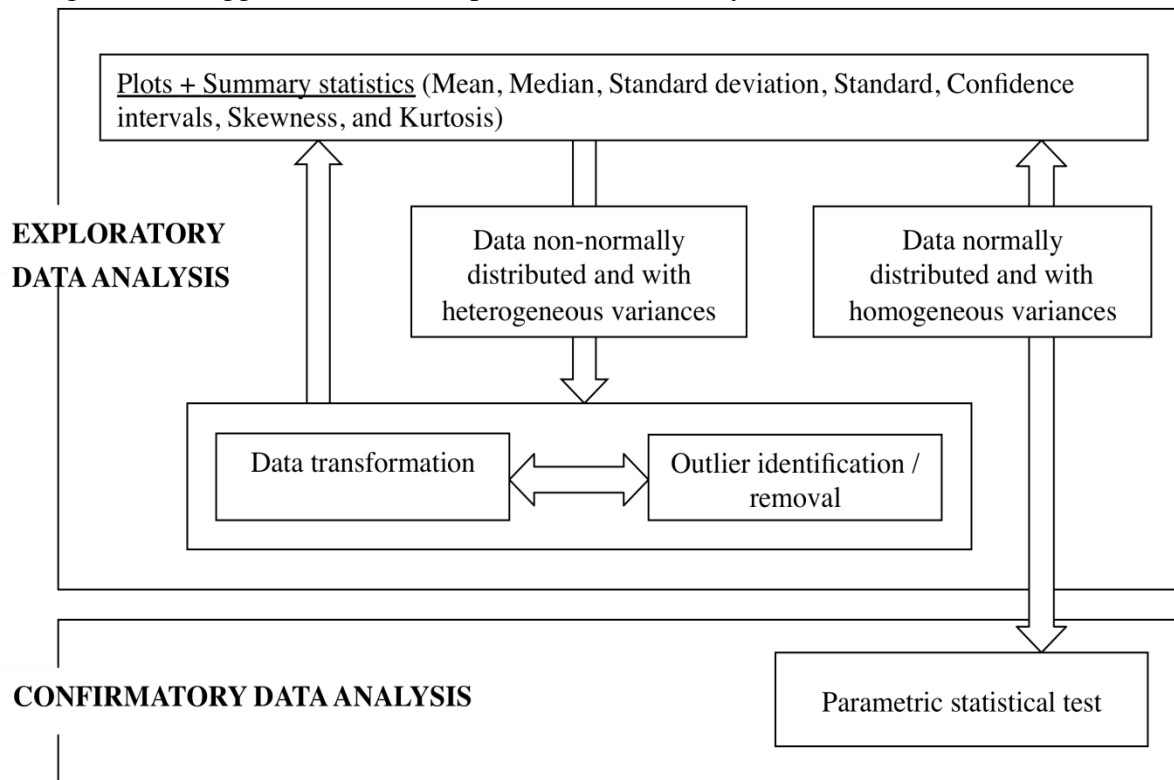 Plots + Summary statistics (Mean, Median, Standard deviation, Standard, Confidence
intervals, Skewness, and Kurtosis)
EXPLORATORY
DATA ANALYSIS
Data non-normally
distributed and with
heterogeneous variances
Data normally
distributed and with
homogeneous variances
Data transformation
Outlier identification /
removal
CONFIRMATORY DATA ANALYSIS
Parametric statistical test